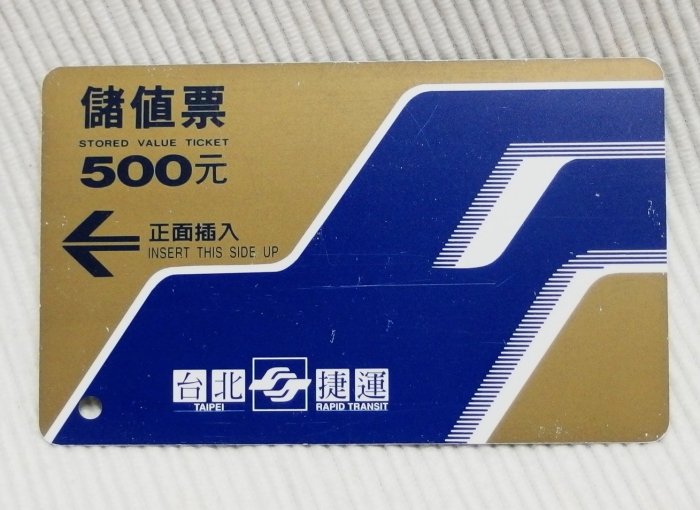 儲值票
STORED VALUE TICKET
500元
正面插入
INSERT THIS SIDE UP
台北捷運
TAIPEI RAPID TRANSIT